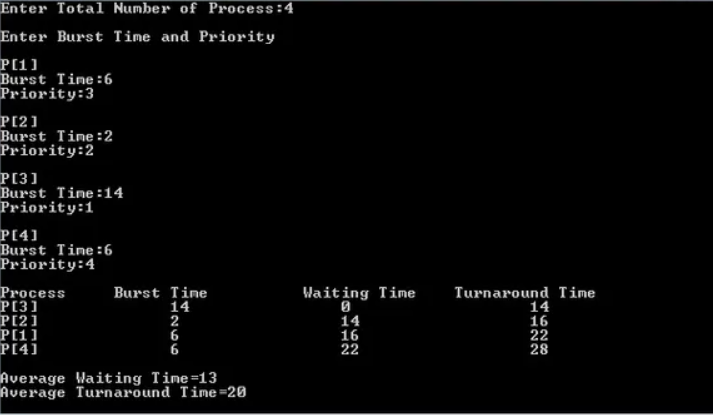 Enter Total Number of Process:4
Enter Burst Time and Priority
P[1]
Burst Time:6
Priority:3
P[2]
Burst Time:2
Priority:2
P[3]
Burst Time:14
Priority:1
P[4]
Burst Time:6
Priority:4
Process Burst Time Waiting Time Turnaround Time
P[3] 14 0 14
P[2] 2 14 16
P[1] 6 16 22
P[4] 6 22 28
Average Waiting Time=13
Average Turnaround Time=20